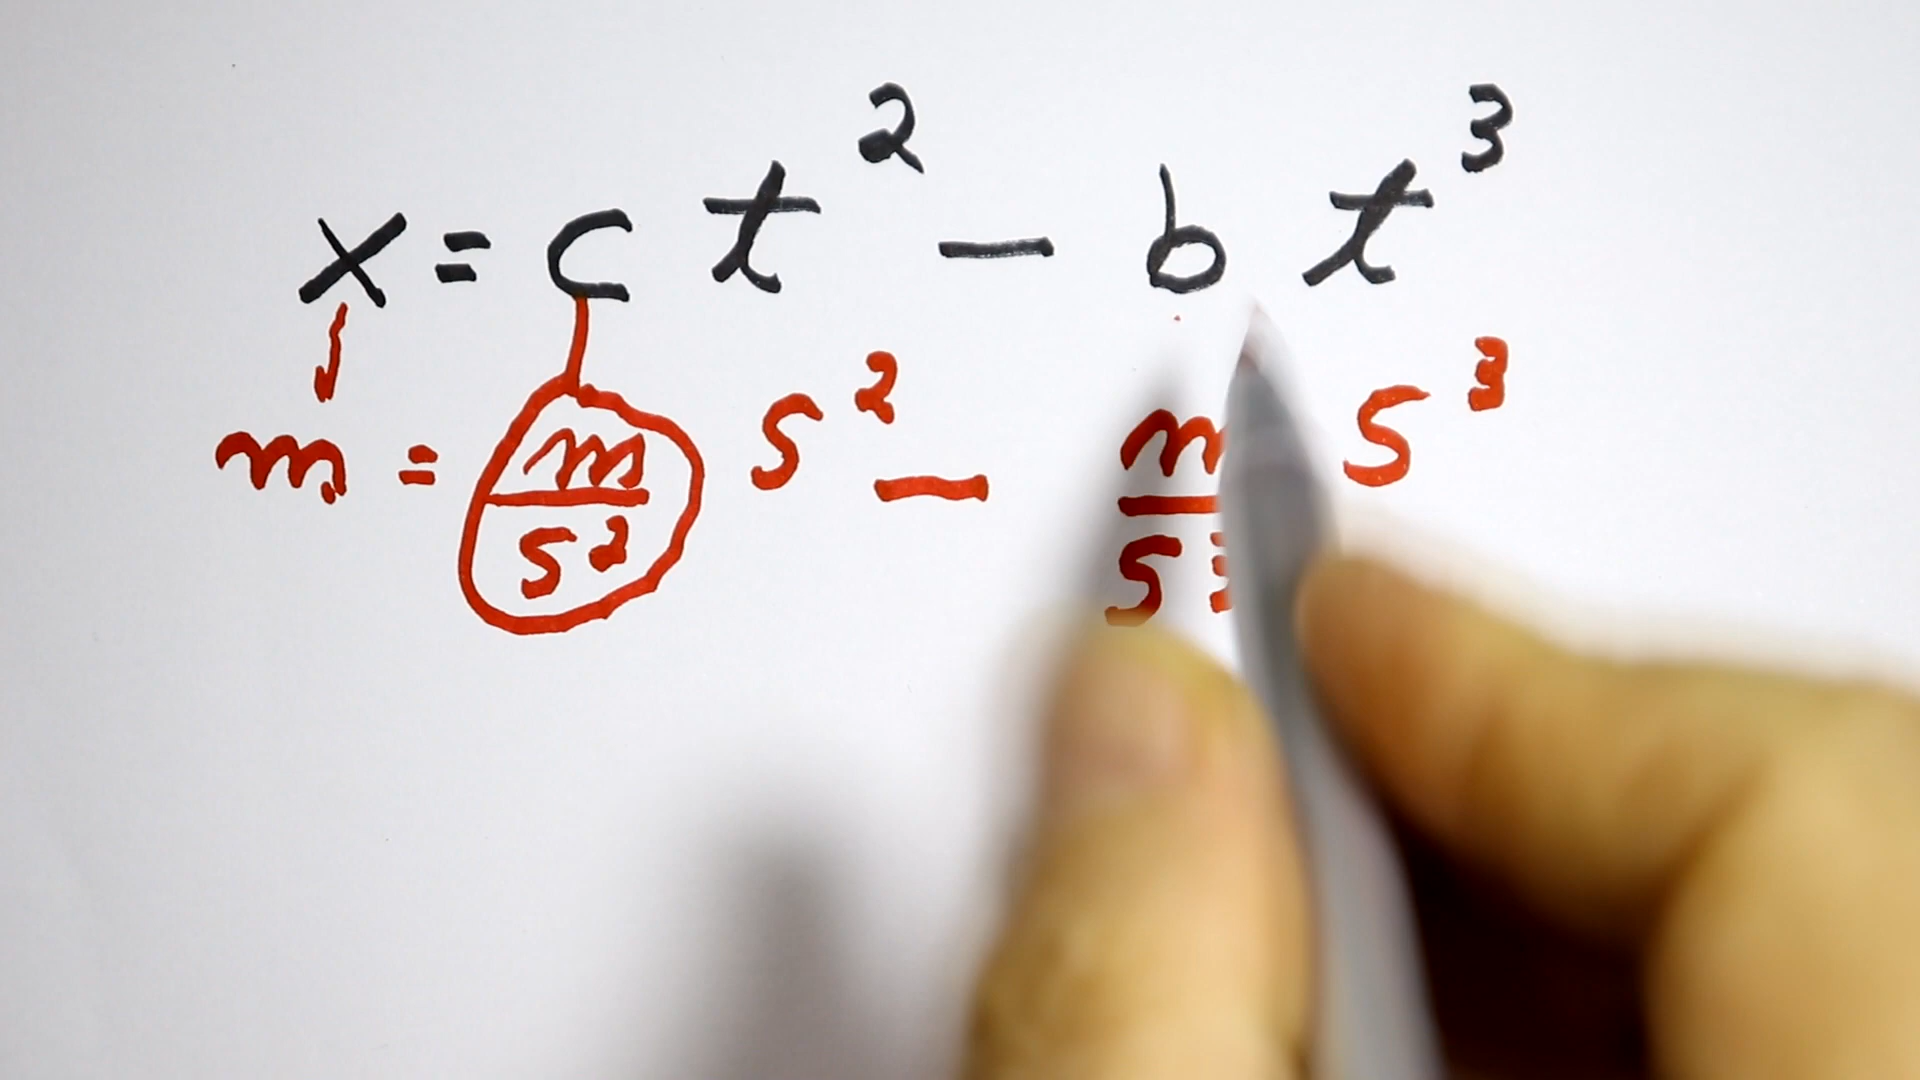 x = c t² − b t³
m = m/s² s² − m/s³ s³